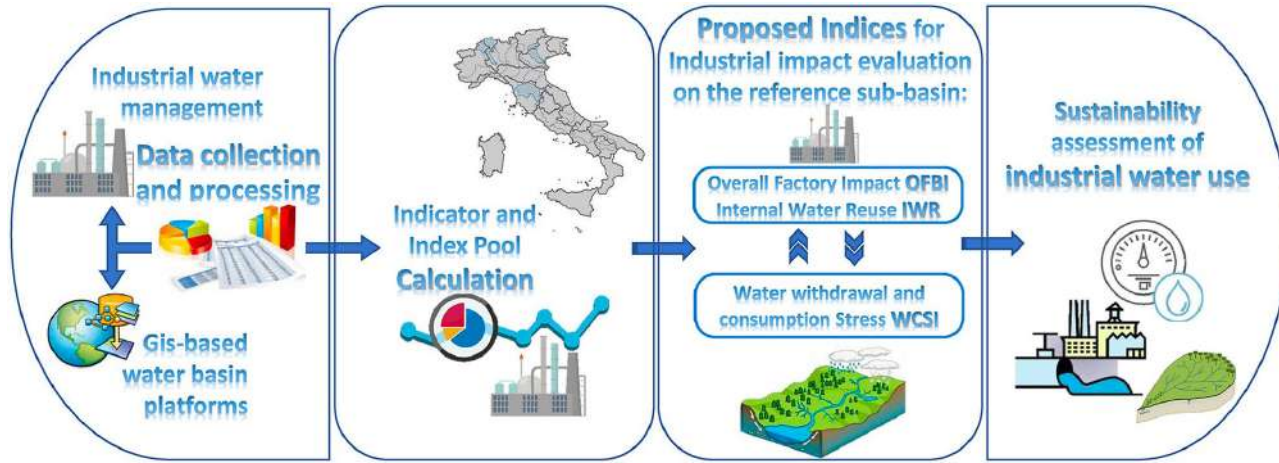 Industrial water
management
Data collection
and processing
Gis-based
water basin
platforms
Indicator and
Index Pool
Calculation
Proposed Indices for
Industrial impact evaluation
on the reference sub-basin:
Overall Factory Impact OFBI
Internal Water Reuse IWR
Water withdrawal and
consumption Stress WCSI
Sustainability
assessment of
industrial water use